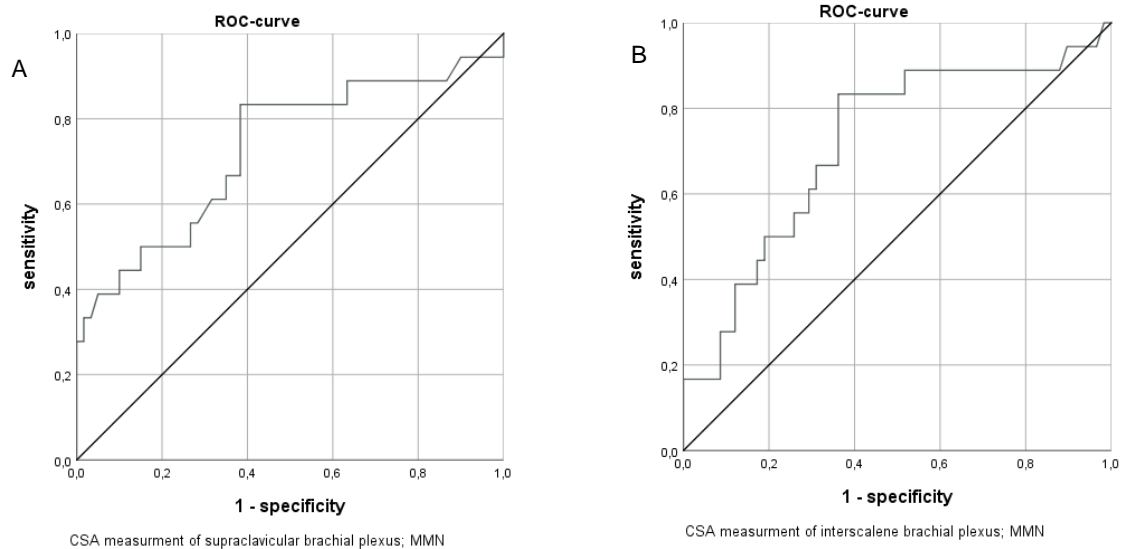 A
ROC-curve
sensitivity
1,0
0,8
0,6
0,4
0,2
0,0
0,0 0,2 0,4 0,6 0,8 1,0
1 - specificity
CSA measurment of supraclavicular brachial plexus; MMN
B
ROC-curve
sensitivity
1,0
0,8
0,6
0,4
0,2
0,0
0,0 0,2 0,4 0,6 0,8 1,0
1 - specificity
CSA measurment of interscalene brachial plexus; MMN